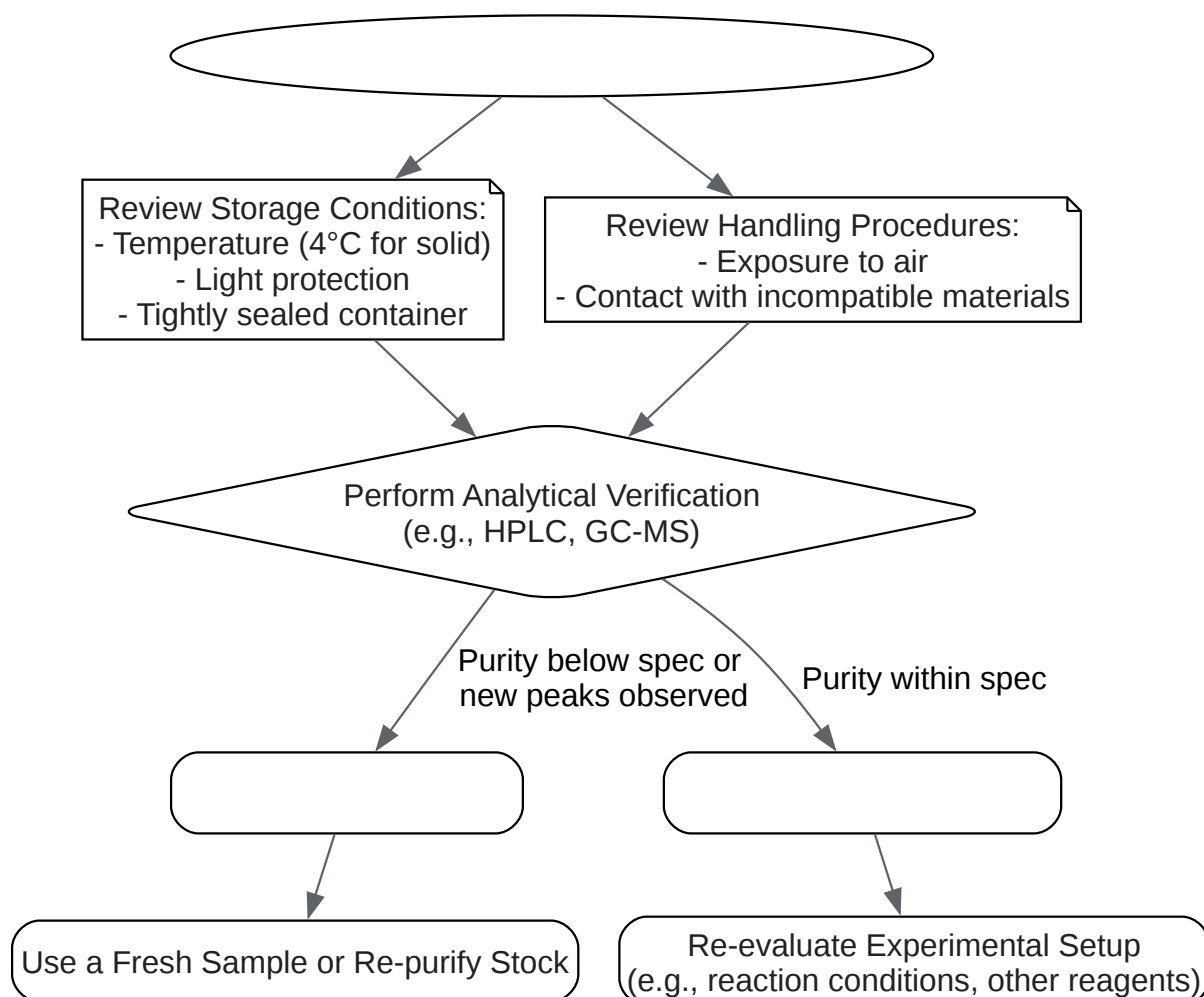 Review Storage Conditions:
- Temperature (4°C for solid)
- Light protection
- Tightly sealed container
Review Handling Procedures:
- Exposure to air
- Contact with incompatible materials
Perform Analytical Verification
(e.g., HPLC, GC-MS)
Purity below spec or
new peaks observed
Purity within spec
Use a Fresh Sample or Re-purify Stock
Re-evaluate Experimental Setup
(e.g., reaction conditions, other reagents)